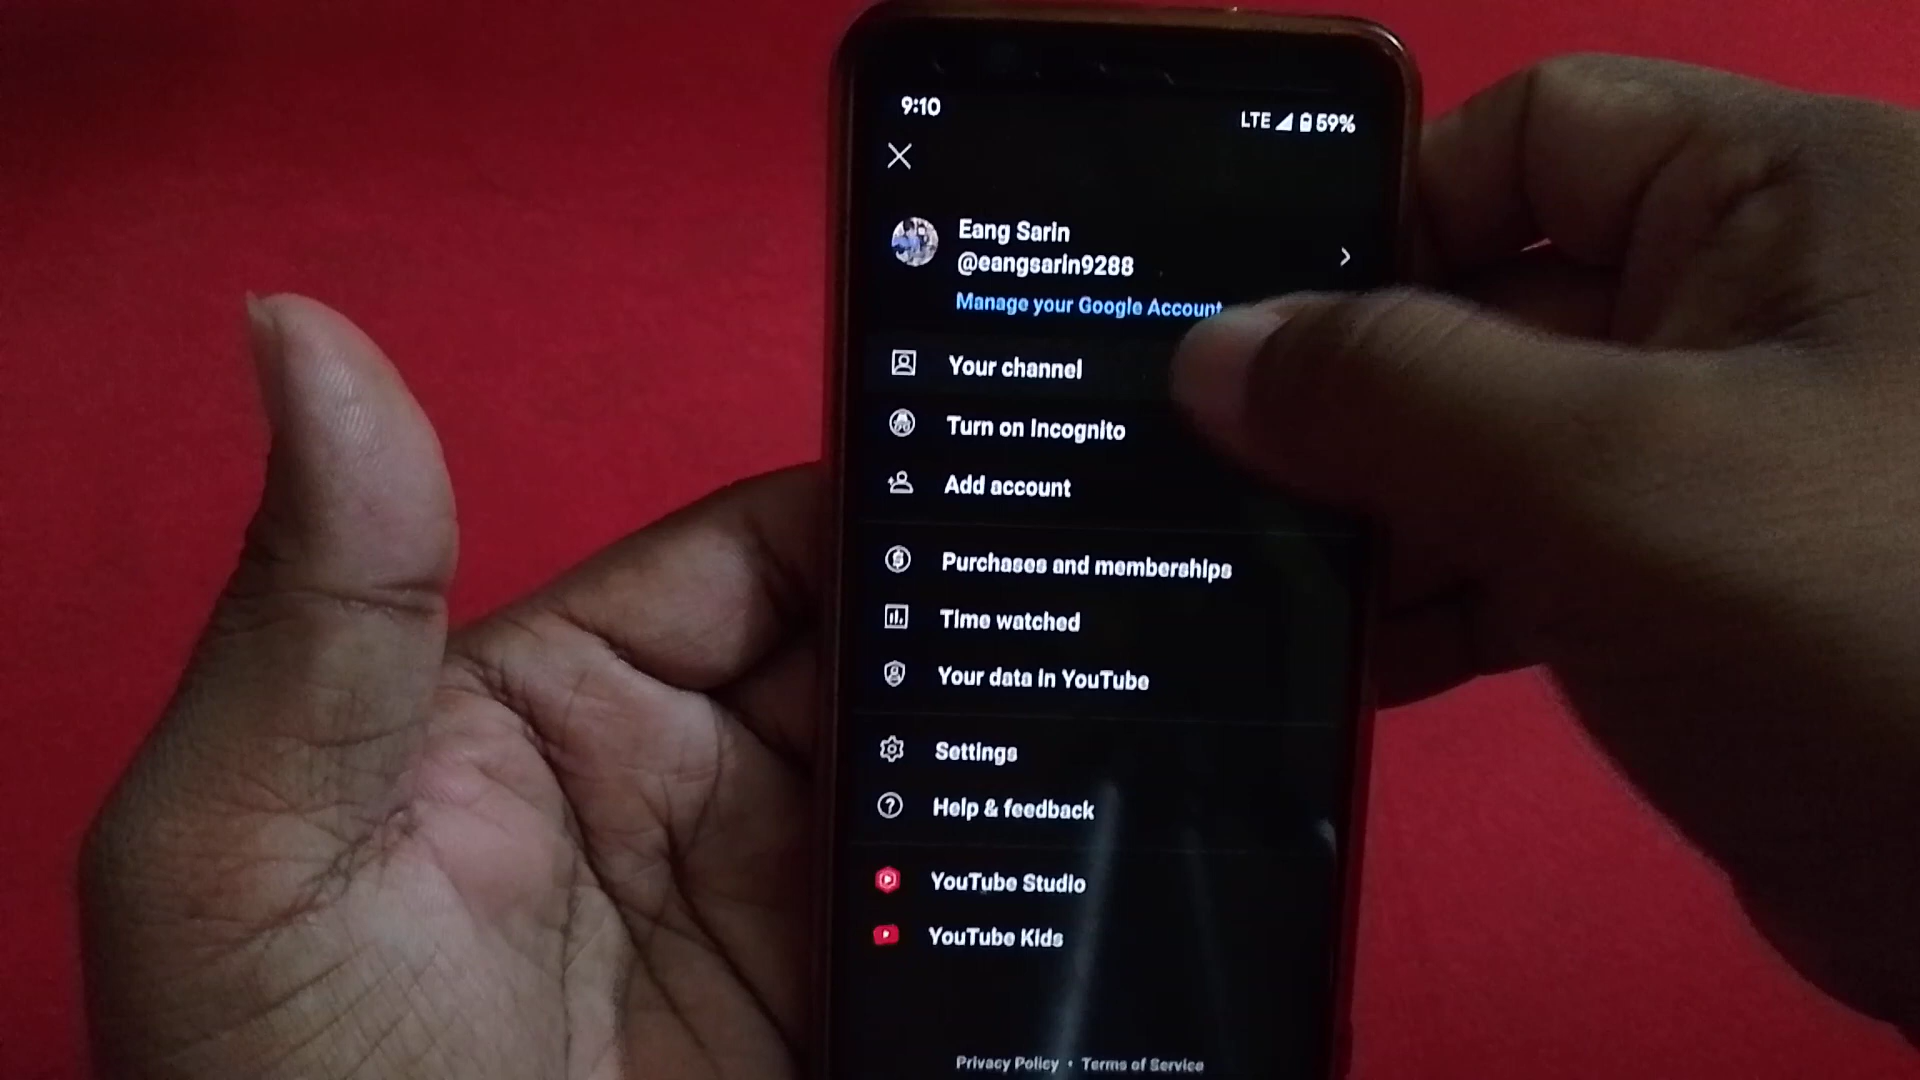 9:10
LTE 59%
Eang Sarin
@eangsarin9288
Manage your Google Account
Your channel
Turn on Incognito
Add account
Purchases and memberships
Time watched
Your data in YouTube
Settings
Help & feedback
YouTube Studio
YouTube Kids
Privacy Policy • Terms of Service